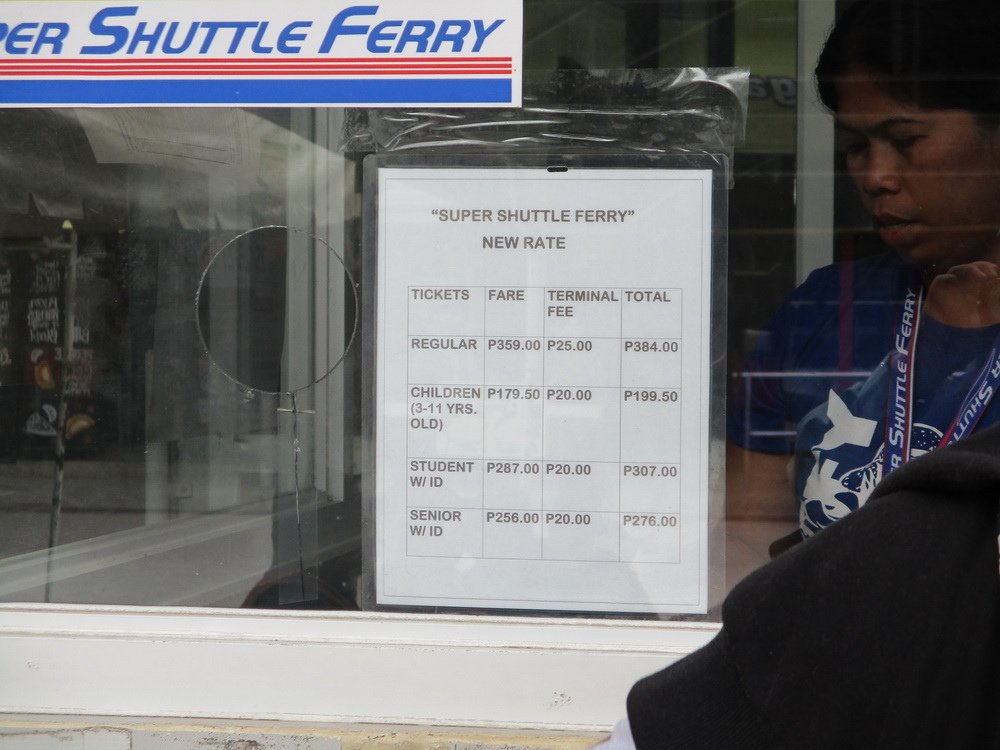 PER SHUTTLE FERRY
"SUPER SHUTTLE FERRY"
NEW RATE
TICKETS FARE TERMINAL FEE TOTAL
REGULAR P359.00 P25.00 P384.00
CHILDREN (3-11 YRS. OLD) P179.50 P20.00 P199.50
STUDENT W/ ID P287.00 P20.00 P307.00
SENIOR W/ ID P256.00 P20.00 P276.00
R SHUTTLE FERRY
R SHUTTLE